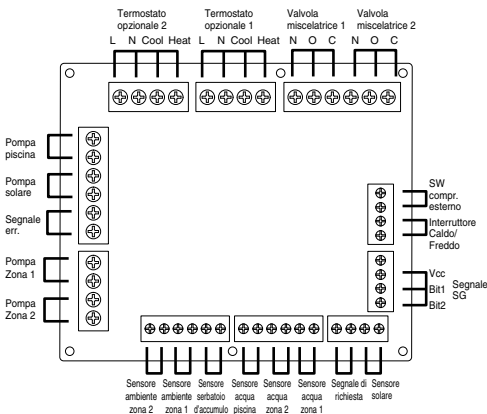 Termostato opzionale 2
Termostato opzionale 1
Valvola miscelatrice 1
Valvola miscelatrice 2
L N Cool Heat
L N Cool Heat
N O C
N O C
Pompa
piscina
Pompa
solare
Segnale
err.
Pompa
Zona 1
Pompa
Zona 2
SW
compr.
esterno
Interruttore
Caldo/
Freddo
Vcc
Bit1
Bit2
Segnale
SG
Sensore
ambiente
zona 2
Sensore
ambiente
zona 1
Sensore
serbatoio
d'accumulo
Sensore
acqua
piscina
Sensore
acqua
zona 2
Sensore
acqua
zona 1
Segnale di
richiesta
Sensore
solare